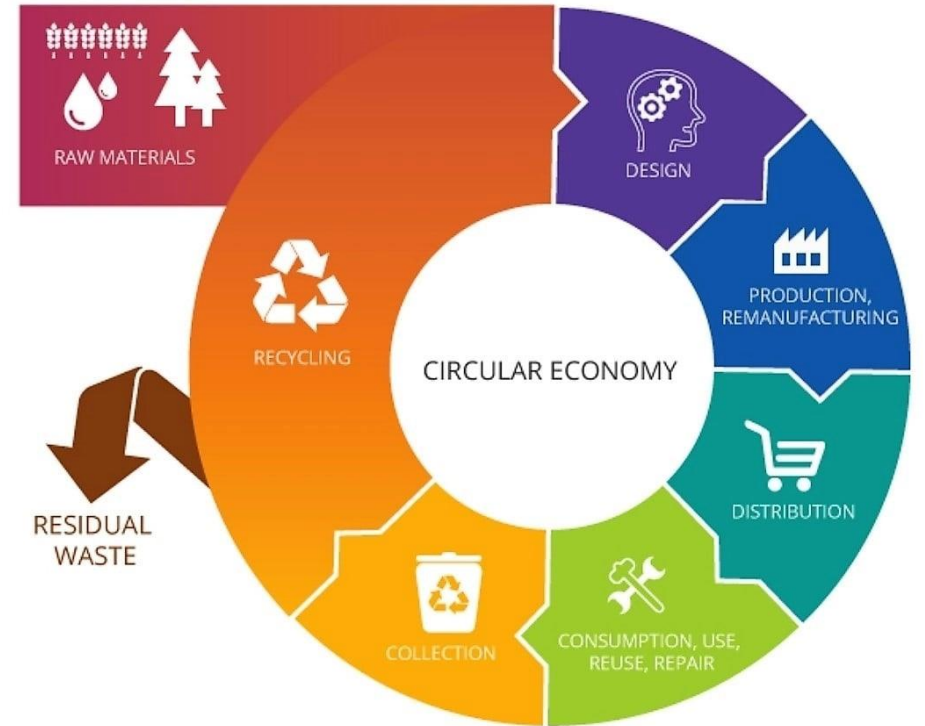 RAW MATERIALS
DESIGN
PRODUCTION,
REMANUFACTURING
RECYCLING
CIRCULAR ECONOMY
DISTRIBUTION
RESIDUAL
WASTE
CONSUMPTION, USE,
REUSE, REPAIR
COLLECTION